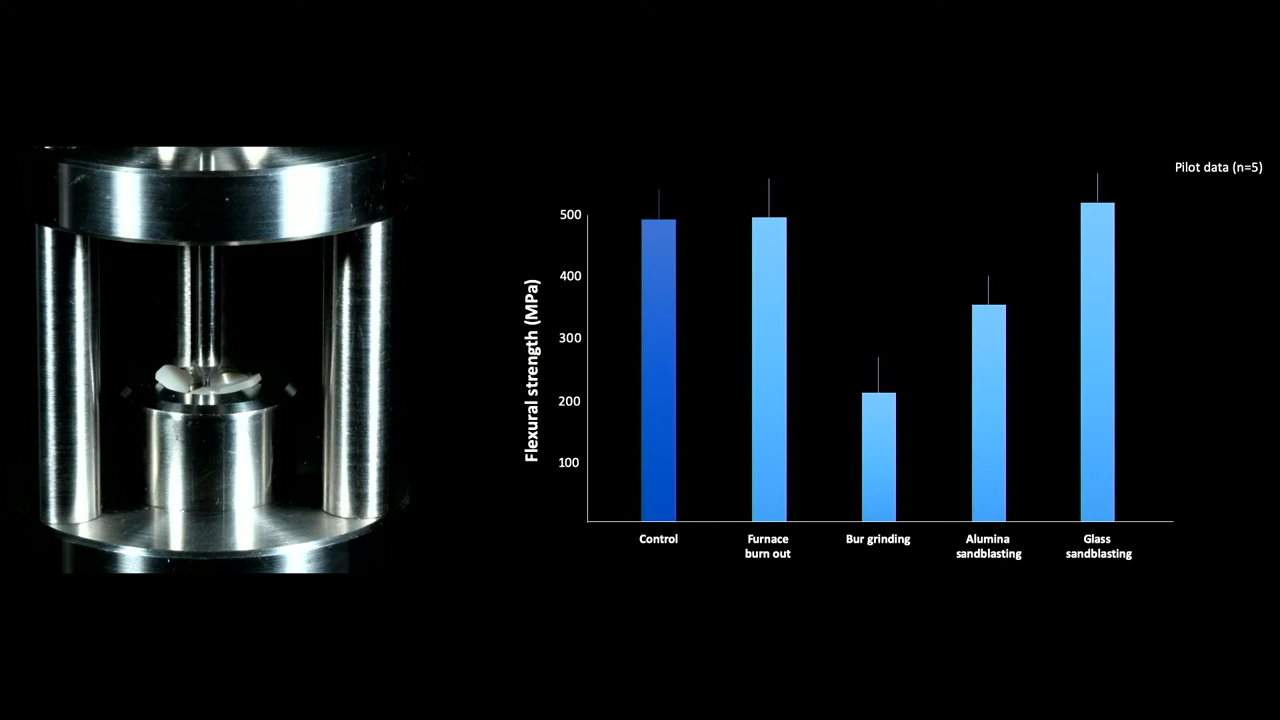 Pilot data (n=5)
Flexural strength (MPa)
500
400
300
200
100
Control
Furnace
burn out
Bur grinding
Alumina
sandblasting
Glass
sandblasting